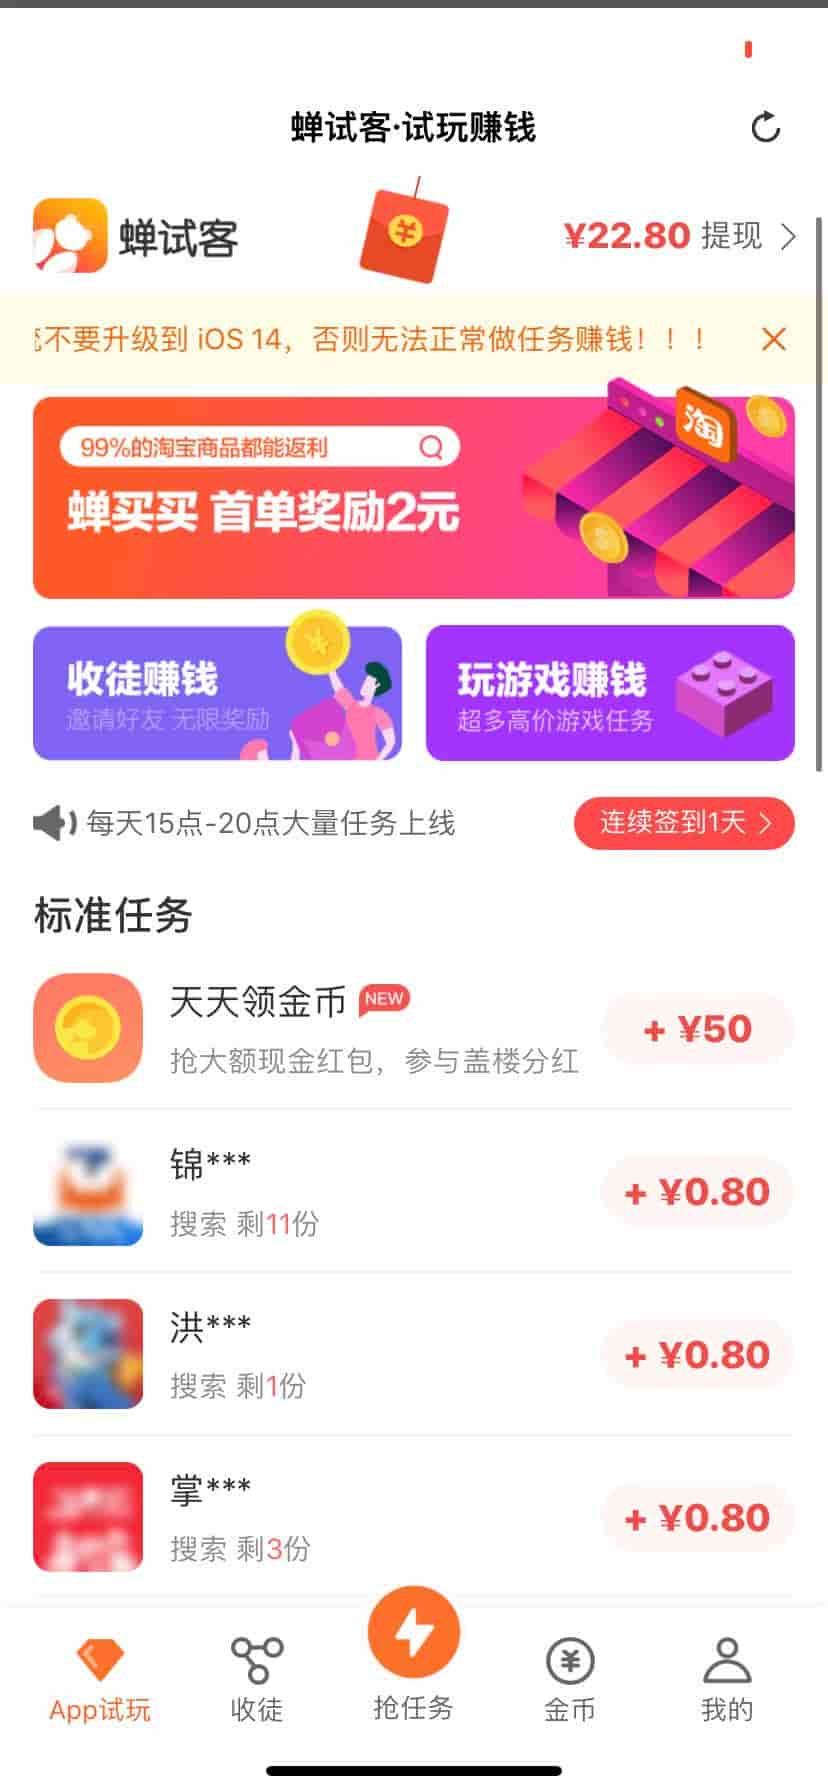 蝉试客·试玩赚钱
蝉试客
¥22.80 提现
不要升级到 iOS 14，否则无法正常做任务赚钱！！！
淘
99%的淘宝商品都能返利
蝉买买 首单奖励2元
收徒赚钱
邀请好友 无限奖励
玩游戏赚钱
超多高价游戏任务
每天15点-20点大量任务上线
连续签到1天
标准任务
天天领金币 NEW
抢大额现金红包，参与盖楼分红
+ ¥50
锦***
搜索 剩11份
+ ¥0.80
洪***
搜索 剩1份
+ ¥0.80
掌***
搜索 剩3份
+ ¥0.80
App试玩
收徒
抢任务
金币
我的